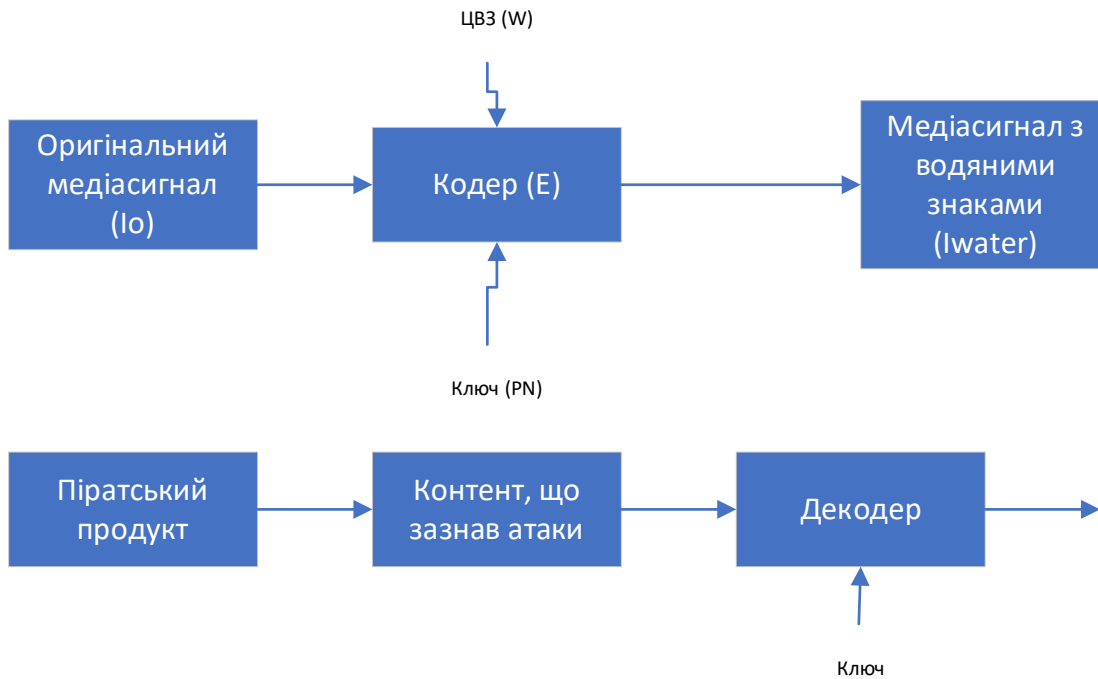 ЦВЗ (W)
Оригінальний
медіасигнал
(Io)
Кодер (E)
Медіасигнал з
водяними
знаками
(Iwater)
Ключ (PN)
Піратський
продукт
Контент, що
зазнав атаки
Декодер
Ключ